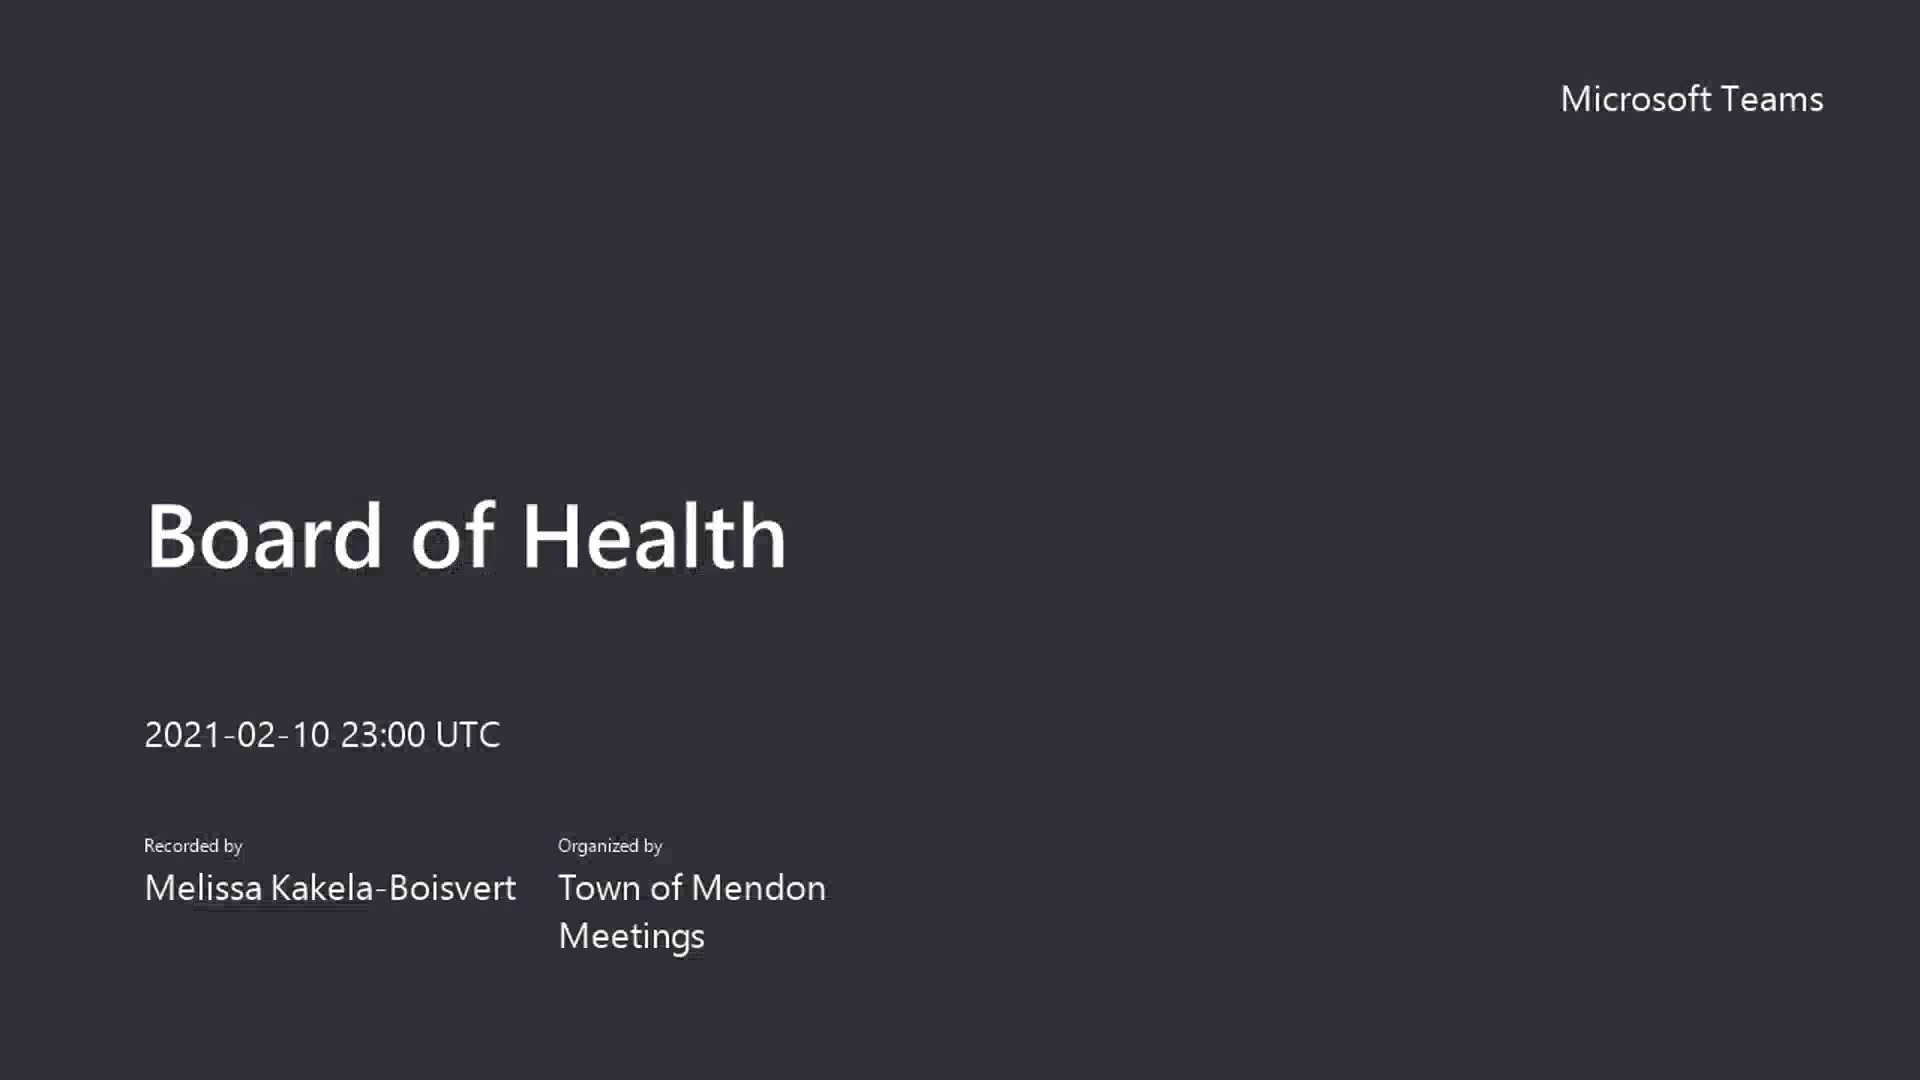 Microsoft Teams
Board of Health
2021-02-10 23:00 UTC
Recorded by
Melissa Kakela-Boisvert
Organized by
Town of Mendon
Meetings